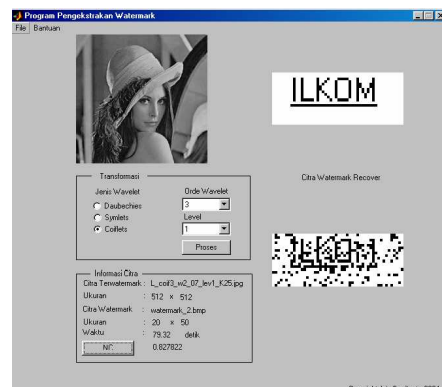 Program Pengekstrakan Watermark
File Bantuan
ILKOM
Transformasi
Jenis Wavelet
Orde Wavelet
Daubechies
3
Symlets
Level
Coiflets
1
Proses
Citra Watermark Recover
ILKOM
Informasi Citra
Citra Terwatermark : L_coif3_w2_07_lev1_K25.jpg
Ukuran : 512 x 512
Citra Watermark : watermark_2.bmp
Ukuran : 20 x 50
Waktu : 79.32 detik
NC 0.827822